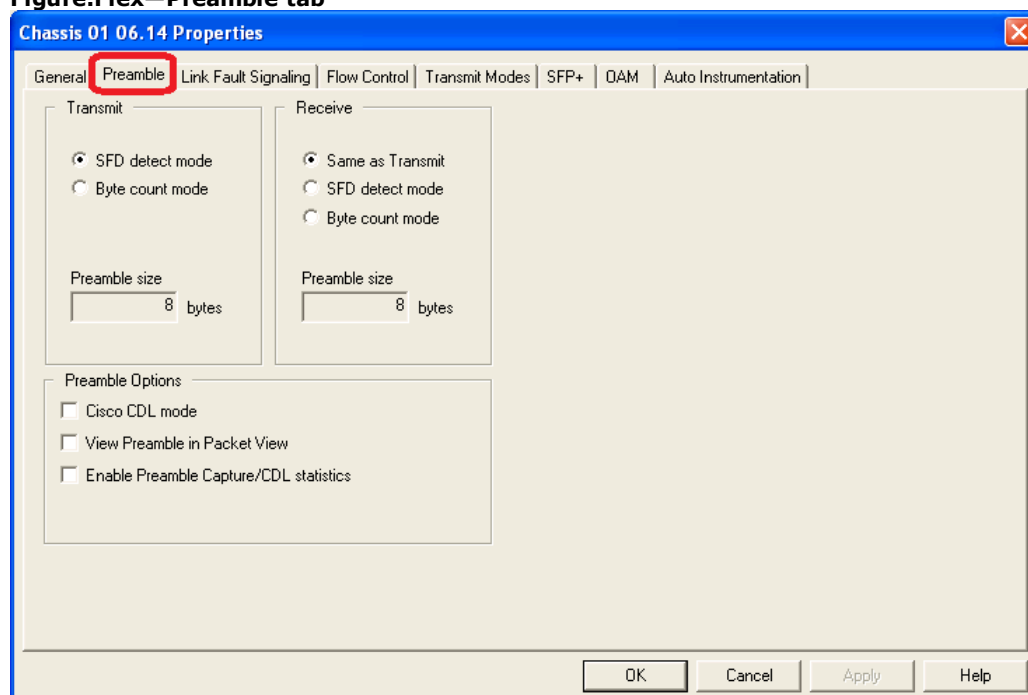 Figure.Flex—Preamble tab
Chassis 01 06.14 Properties
General Preamble Link Fault Signaling Flow Control Transmit Modes SFP+ OAM Auto Instrumentation
Transmit
SFD detect mode
Byte count mode
Preamble size
8 bytes
Receive
Same as Transmit
SFD detect mode
Byte count mode
Preamble size
8 bytes
Preamble Options
Cisco CDL mode
View Preamble in Packet View
Enable Preamble Capture/CDL statistics
OK Cancel Apply Help